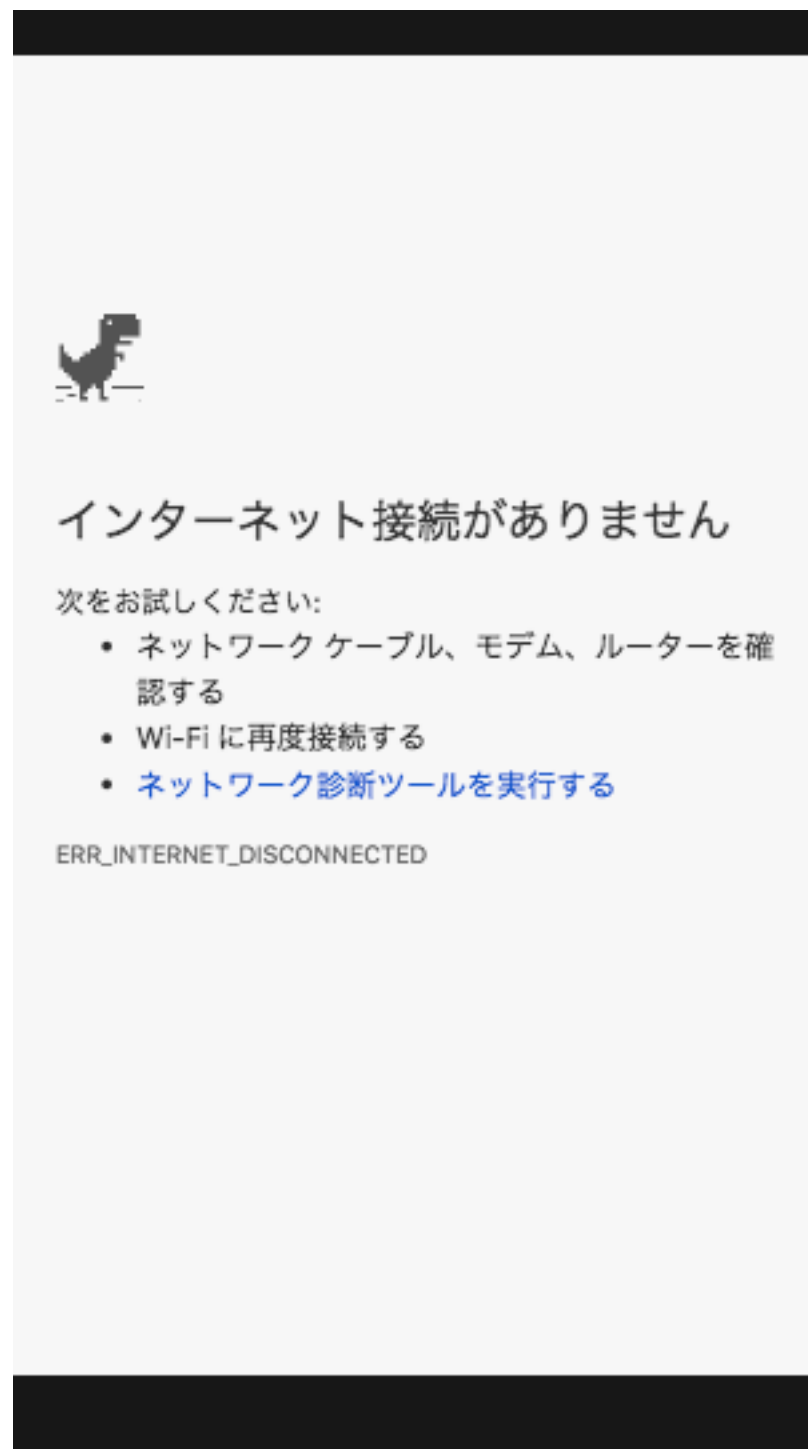 インターネット接続がありません
次をお試しください:
• ネットワーク ケーブル、モデム、ルーターを確
認する
• Wi-Fi に再度接続する
• ネットワーク診断ツールを実行する
ERR_INTERNET_DISCONNECTED